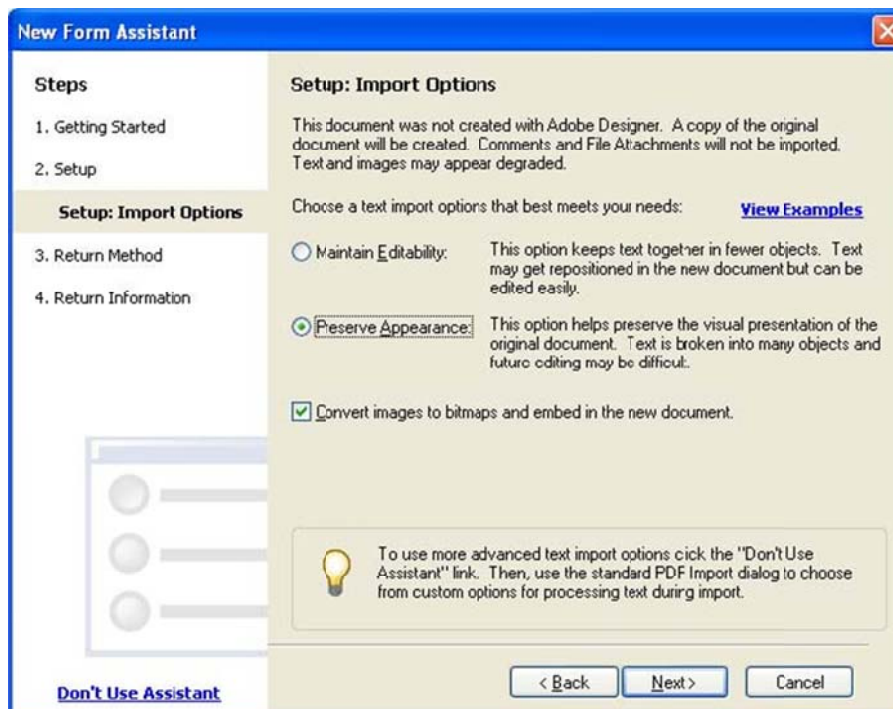 New Form Assistant
Steps
1. Getting Started
2. Setup
Setup: Import Options
3. Return Method
4. Return Information
Don't Use Assistant
Setup: Import Options
This document was not created with Adobe Designer. A copy of the original
document will be created. Comments and File Attachments will not be imported.
Text and images may appear degraded.
Choose a text import options that best meets your needs:
View Examples
Maintain Editability:
This option keeps text together in fewer objects. Text
may get repositioned in the new document but can be
edited easily.
Preserve Appearance:
This option helps preserve the visual presentation of the
original document. Text is broken into many objects and
future editing may be difficult.
Convert images to bitmaps and embed in the new document.
To use more advanced text import options click the "Don't Use
Assistant" link. Then, use the standard PDF Import dialog to choose
from custom options for processing text during import.
< Back
Next >
Cancel